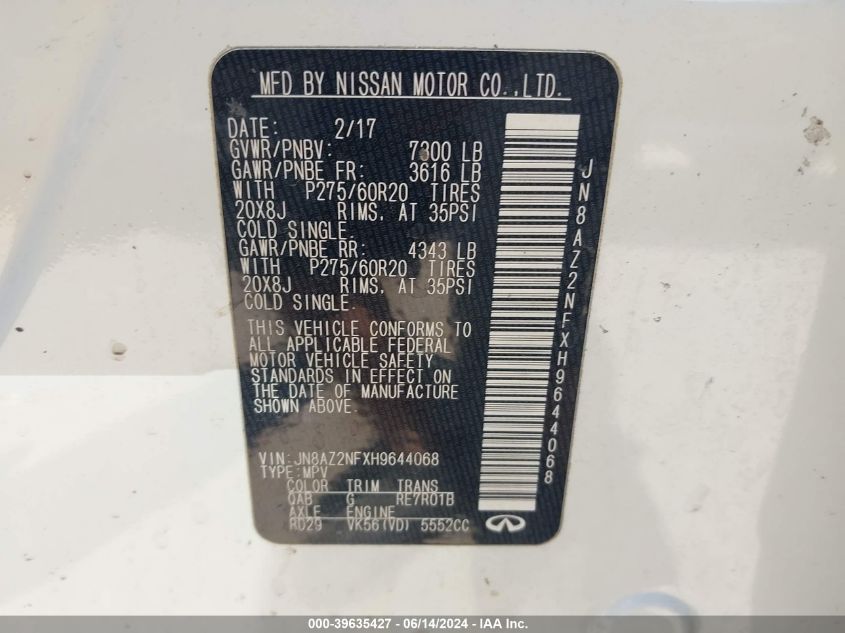 MFD BY NISSAN MOTOR CO.,LTD.
DATE: 2/17
GVWR/PNBV: 7300 LB
GAWR/PNBE FR: 3616 LB
WITH P275/60R20 TIRES
20X8J RIMS, AT 35PSI
COLD SINGLE.
GAWR/PNBE RR: 4343 LB
WITH P275/60R20 TIRES
20X8J RIMS, AT 35PSI
COLD SINGLE.
THIS VEHICLE CONFORMS TO
ALL APPLICABLE FEDERAL
MOTOR VEHICLE SAFETY
STANDARDS IN EFFECT ON
THE DATE OF MANUFACTURE
SHOWN ABOVE.
VIN:JN8AZ2NFXH9644068
TYPE:MPV
COLOR TRIM TRANS
QAB G RE7R01B
AXLE ENGINE
RD29 VK56(VD) 5552CC
JN8AZ2NFXH9644068
000-39635427 - 06/14/2024 - IAA Inc.